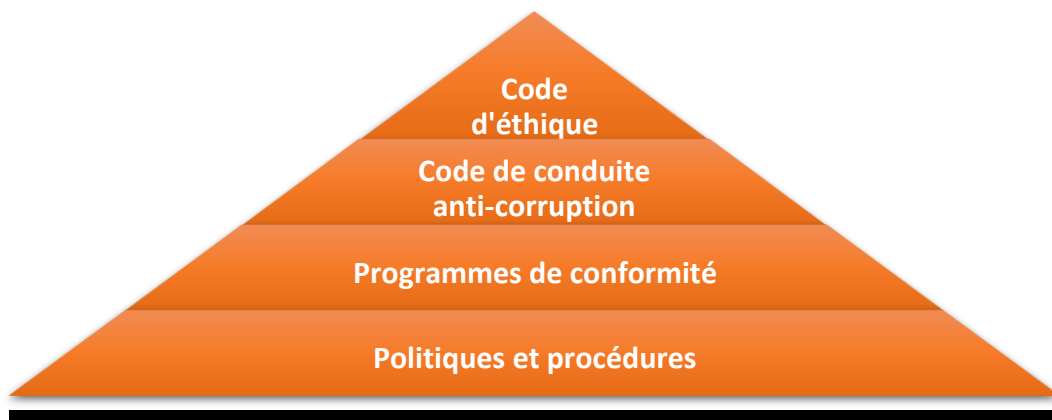 Code
d'éthique
Code de conduite
anti-corruption
Programmes de conformité
Politiques et procédures